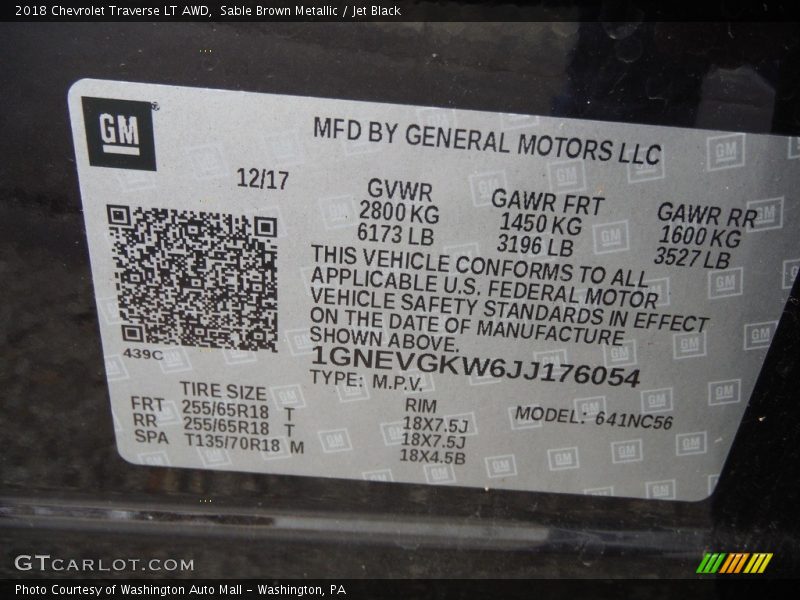 2018 Chevrolet Traverse LT AWD, Sable Brown Metallic / Jet Black
GM
MFD BY GENERAL MOTORS LLC
12/17
GVWR
2800 KG
6173 LB
GAWR FRT
1450 KG
3196 LB
GAWR RR
1600 KG
3527 LB
THIS VEHICLE CONFORMS TO ALL
APPLICABLE U.S. FEDERAL MOTOR
VEHICLE SAFETY STANDARDS IN EFFECT
ON THE DATE OF MANUFACTURE
SHOWN ABOVE.
439C
1GNEVGKW6JJ176054
TYPE: M.P.V.
TIRE SIZE
FRT 255/65R18 T
RR 255/65R18 T
SPA T135/70R18 M
RIM
18X7.5J
18X7.5J
18X4.5B
MODEL: 641NC56
GTCARLOT.COM
Photo Courtesy of Washington Auto Mall – Washington, PA